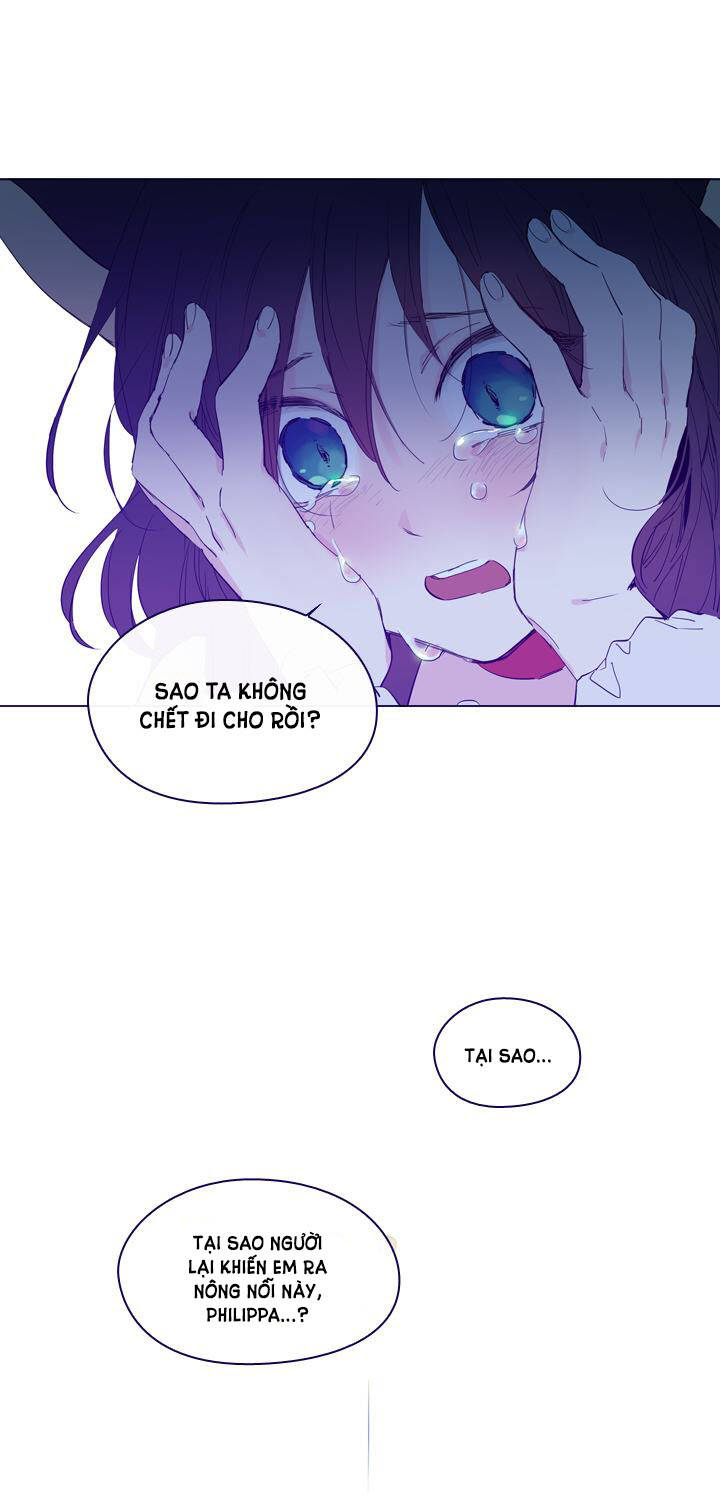 SAO TA KHÔNG
CHẾT ĐI CHO RỒI?
TẠI SAO...
TẠI SAO NGƯỜI
LẠI KHIẾN EM RA
NÔNG NỖI NÀY,
PHILIPPA...?